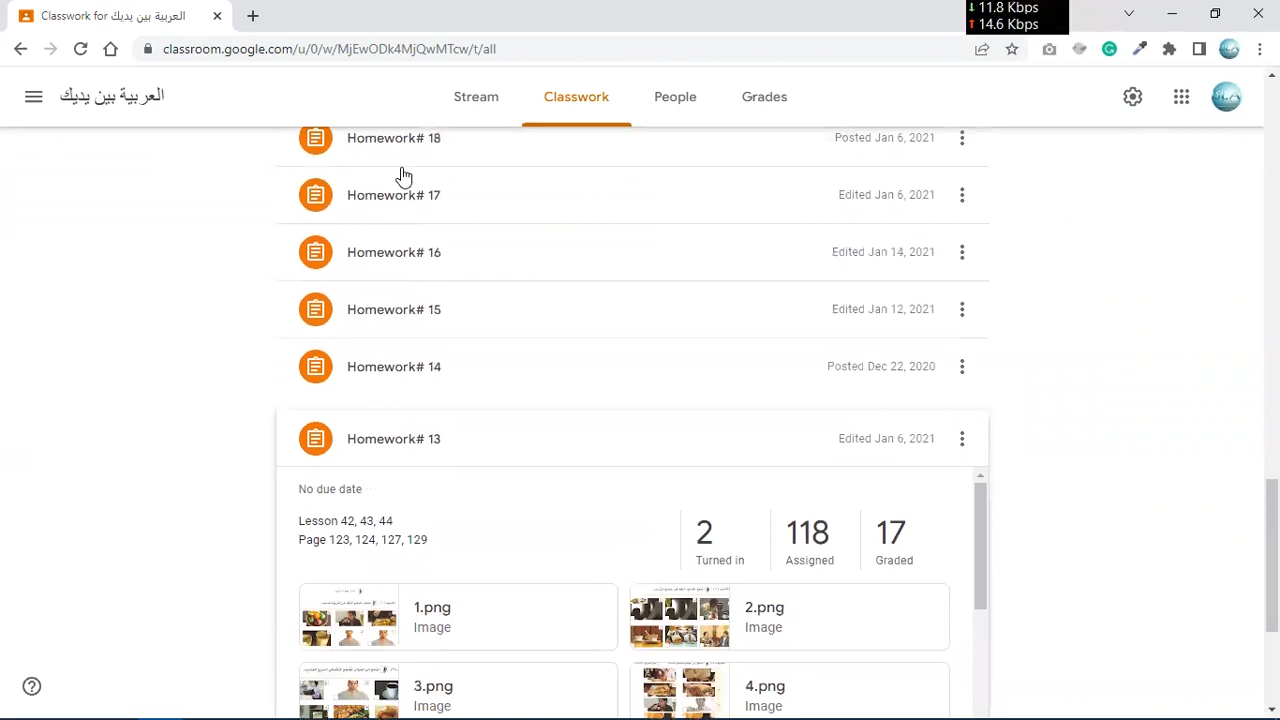 11.8 Kbps
14.6 Kbps
Classwork for العربية بين يديك
classroom.google.com/u/0/w/MjEwODk4MjQwMTcw/t/all
العربية بين يديك
Stream
Classwork
People
Grades
Homework# 18
Posted Jan 6, 2021
Homework# 17
Edited Jan 6, 2021
Homework# 16
Edited Jan 14, 2021
Homework# 15
Edited Jan 12, 2021
Homework# 14
Posted Dec 22, 2020
Homework# 13
Edited Jan 6, 2021
No due date
Lesson 42, 43, 44
Page 123, 124, 127, 129
2
Turned in
118
Assigned
17
Graded
1.png
Image
2.png
Image
3.png
Image
4.png
Image